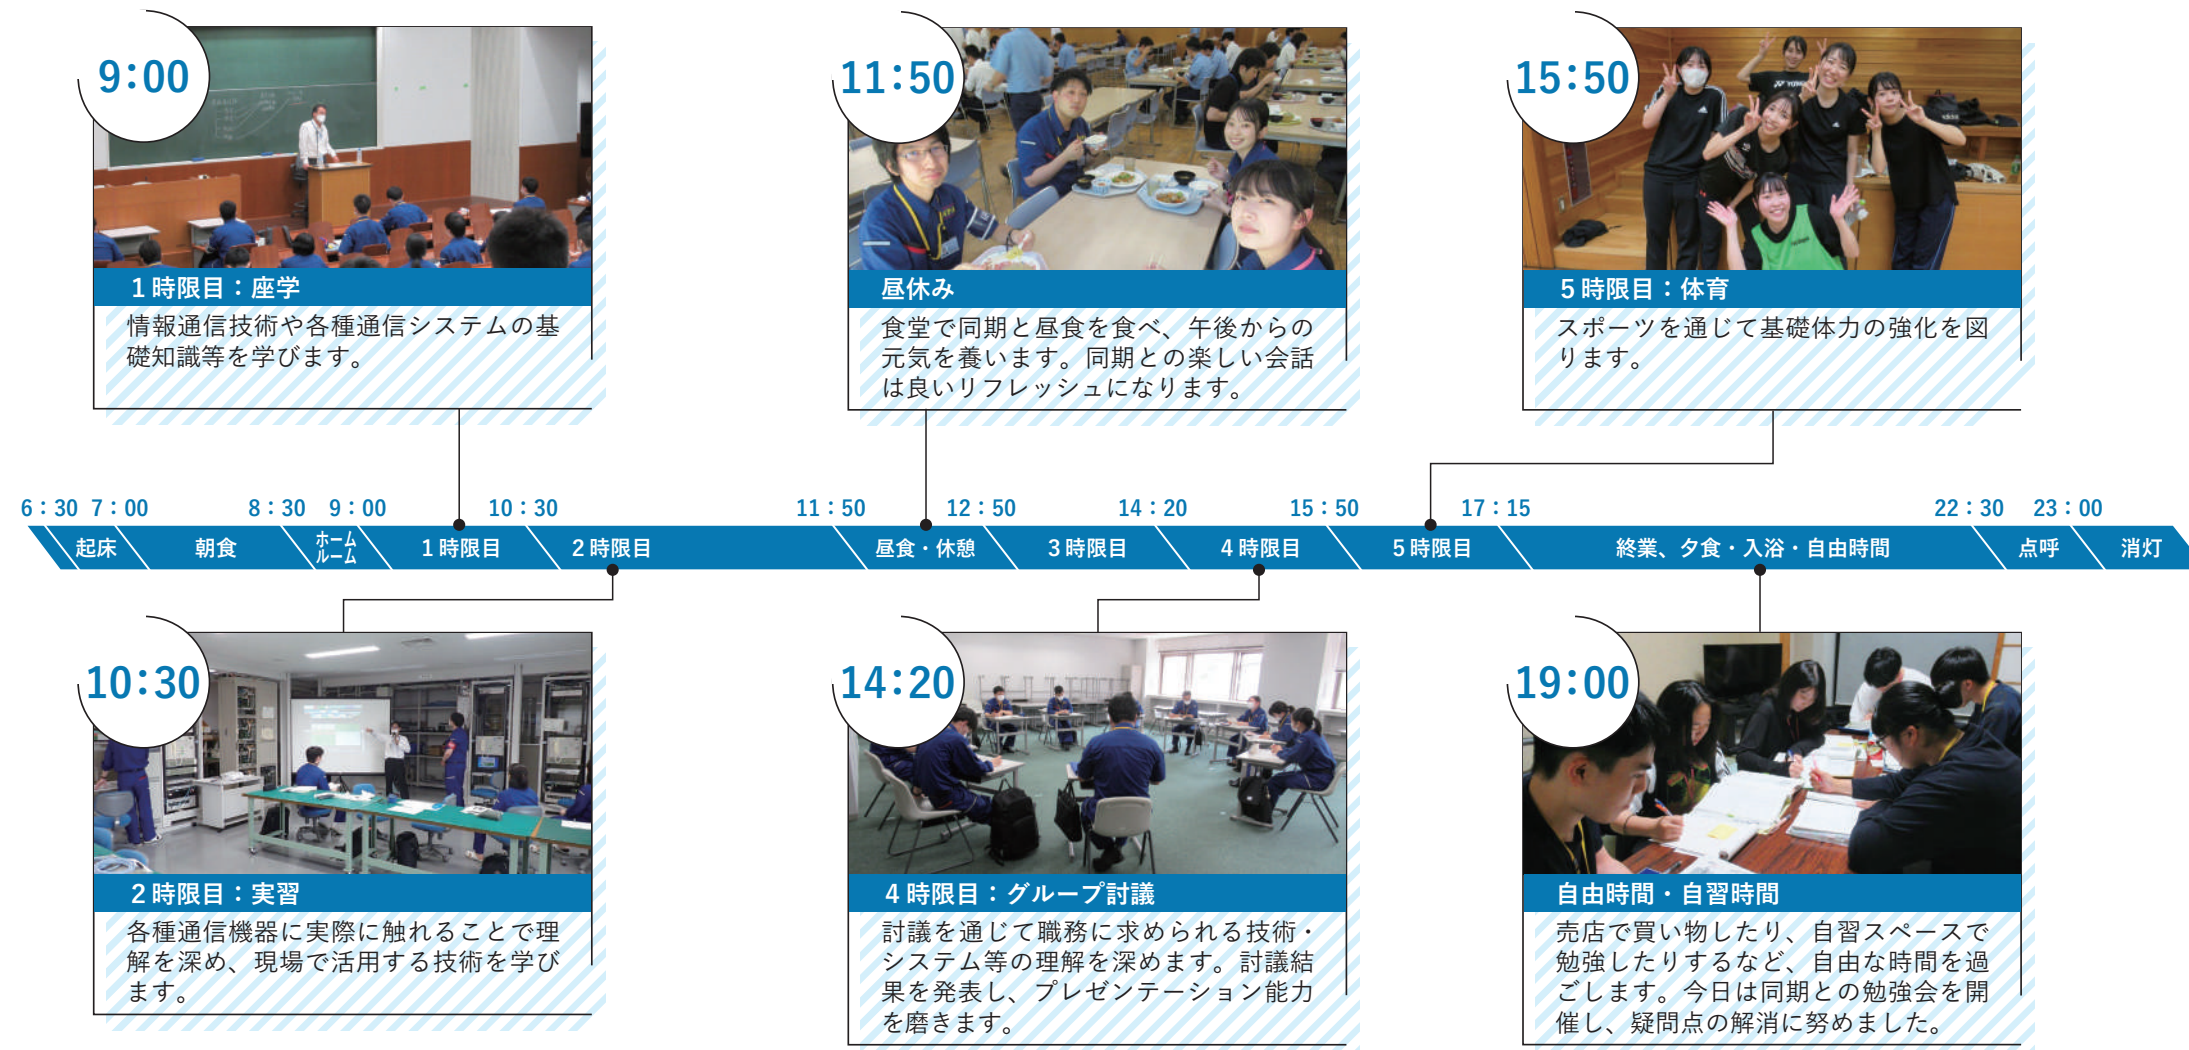 9：00
1時限目：座学
情報通信技術や各種通信システムの基
礎知識等を学びます。
11：50
昼休み
食堂で同期と昼食を食べ、午後からの
元気を養います。同期との楽しい会話
は良いリフレッシュになります。
15：50
5時限目：体育
スポーツを通じて基礎体力の強化を図
ります。
6：30 7：00 8：30 9：00 10：30 11：50 12：50 14：20 15：50 17：15 22：30 23：00
起床 朝食 ホームルーム 1時限目 2時限目 昼食・休憩 3時限目 4時限目 5時限目 終業、夕食・入浴・自由時間 点呼 消灯
10：30
2時限目：実習
各種通信機器に実際に触れることで理
解を深め、現場で活用する技術を学び
ます。
14：20
4時限目：グループ討議
討議を通じて職務に求められる技術・
システム等の理解を深めます。討議結
果を発表し、プレゼンテーション能力
を磨きます。
19：00
自由時間・自習時間
売店で買い物したり、自習スペースで
勉強したりするなど、自由な時間を過
ごします。今日は同期との勉強会を開
催し、疑問点の解消に努めました。